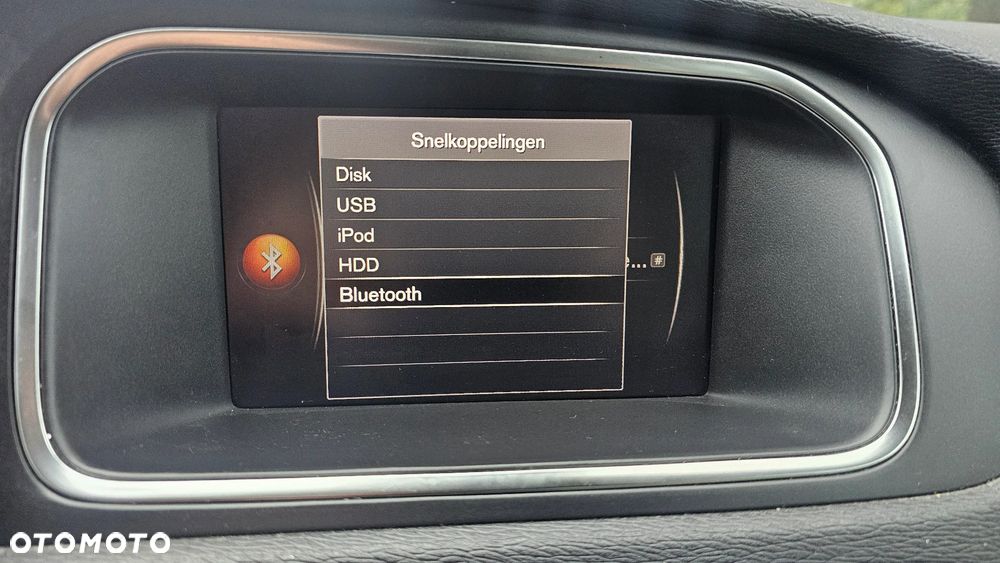 Snelkoppelingen
Disk
USB
iPod
HDD
e... #
Bluetooth
OTOMOTO